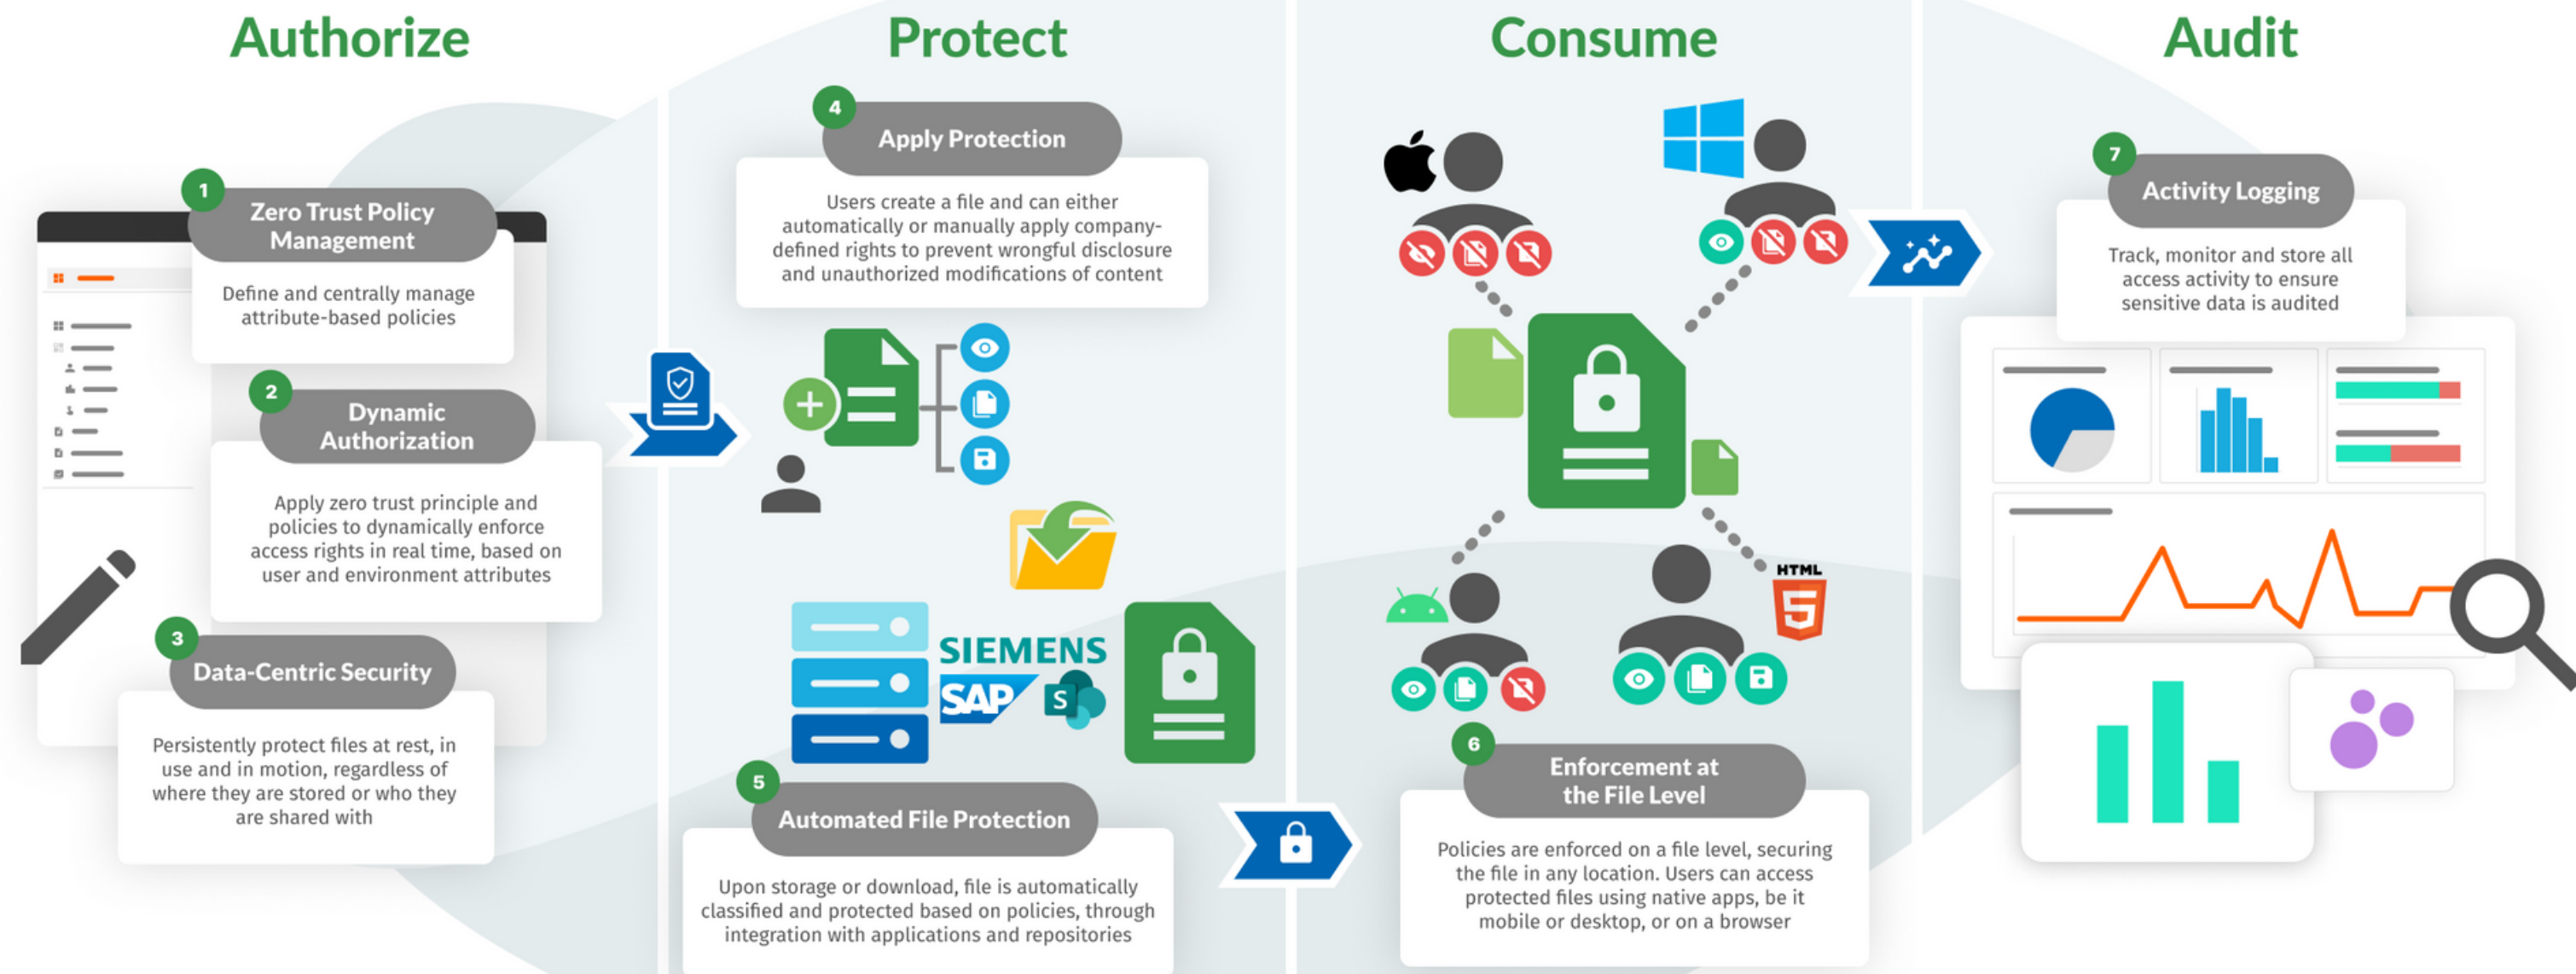 Authorize
1
Zero Trust Policy
Management
Define and centrally manage
attribute-based policies
2
Dynamic
Authorization
Apply zero trust principle and
policies to dynamically enforce
access rights in real time, based on
user and environment attributes
3
Data-Centric Security
Persistently protect files at rest, in
use and in motion, regardless of
where they are stored or who they
are shared with
Protect
4
Apply Protection
Users create a file and can either
automatically or manually apply company-
defined rights to prevent wrongful disclosure
and unauthorized modifications of content
SIEMENS
SAP
S
5
Automated File Protection
Upon storage or download, file is automatically
classified and protected based on policies, through
integration with applications and repositories
Consume
HTML
5
6
Enforcement at
the File Level
Policies are enforced on a file level, securing
the file in any location. Users can access
protected files using native apps, be it
mobile or desktop, or on a browser
Audit
7
Activity Logging
Track, monitor and store all
access activity to ensure
sensitive data is audited